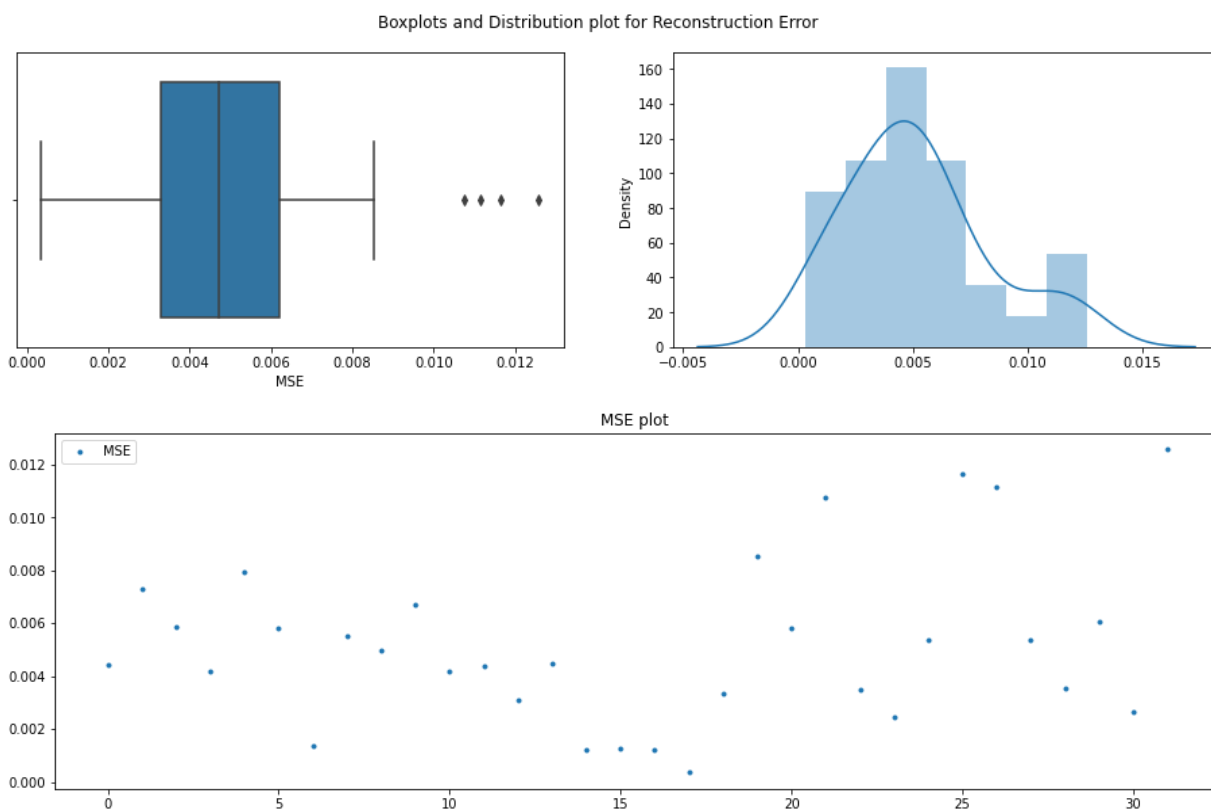 Boxplots and Distribution plot for Reconstruction Error
0.000 0.002 0.004 0.006 0.008 0.010 0.012
MSE
160
140
120
100
80
60
40
20
0
Density
−0.005 0.000 0.005 0.010 0.015
MSE plot
MSE
0.012
0.010
0.008
0.006
0.004
0.002
0.000
0 5 10 15 20 25 30